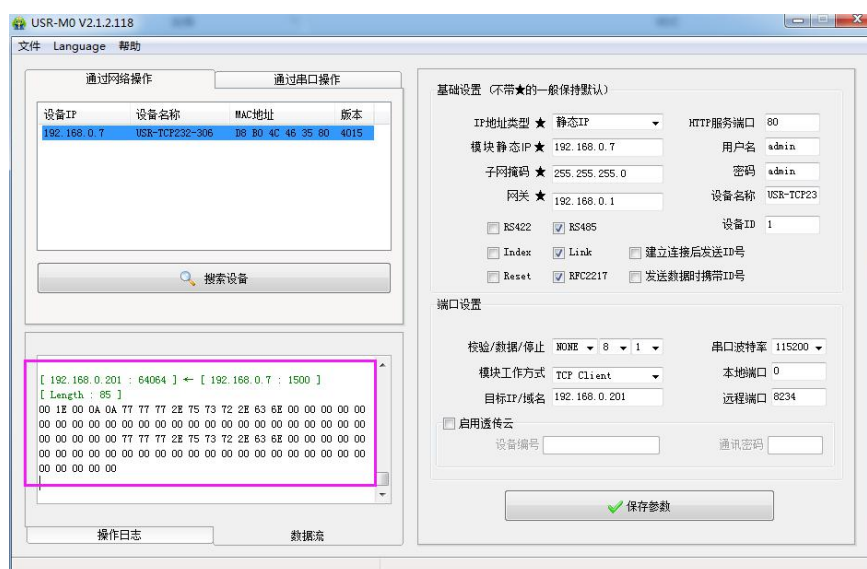 USR-M0 V2.1.2.118
文件 Language 帮助
通过网络操作 通过串口操作
设备IP 设备名称 MAC地址 版本
192.168.0.7 USR-TCP232-306 D8 B0 4C 46 35 80 4015
搜索设备
[ 192.168.0.201 : 64064 ] ← [ 192.168.0.7 : 1500 ]
[ Length : 85 ]
00 1E 00 0A 0A 77 77 77 2E 75 73 72 2E 63 6E 00 00 00 00 00
00 00 00 00 00 00 00 00 00 00 00 00 00 00 00 00 00 00 00 00
00 00 00 00 00 77 77 77 2E 75 73 72 2E 63 6E 00 00 00 00 00
00 00 00 00 00 00 00 00 00 00 00 00 00 00 00 00 00 00 00 00
00 00 00 00 00
操作日志 数据流
基础设置 (不带★的一般保持默认)
IP地址类型 ★ 静态IP HTTP服务端口 80
模块静态IP★ 192.168.0.7 用户名 admin
子网掩码 ★ 255.255.255.0 密码 admin
网关 ★ 192.168.0.1 设备名称 USR-TCP23
RS422 RS485 设备ID 1
Index Link 建立连接后发送ID号
Reset RFC2217 发送数据时携带ID号
端口设置
校验/数据/停止 NONE 8 1 串口波特率 115200
模块工作方式 TCP Client 本地端口 0
目标IP/域名 192.168.0.201 远程端口 8234
启用透传云
设备编号 通讯密码
保存参数